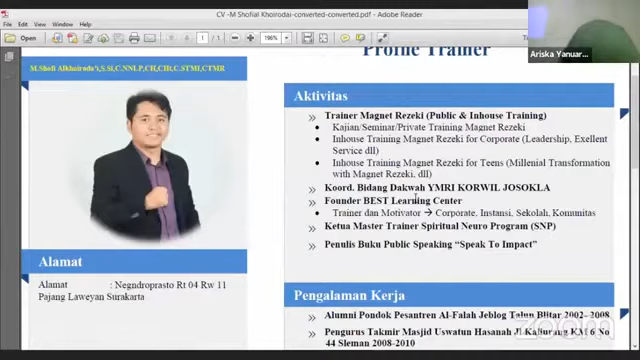 CV -M Shofial Khoirodai-converted-converted.pdf - Adobe Reader
File Edit View Window Help
Open
1 / 1
196%
Ariska Yanuar...
Profile Trainer
M.Shofi Alkhoiroda'i,S.Si,C.NNLP,CH,CHt,C.STMI,CTMR
Aktivitas
Trainer Magnet Rezeki (Public & Inhouse Training)
Kajian/Seminar/Private Training Magnet Rezeki
Inhouse Training Magnet Rezeki for Corporate (Leadership, Exellent
Service dll)
Inhouse Training Magnet Rezeki for Teens (Millenial Transformation
with Magnet Rezeki, dll)
Koord. Bidang Dakwah YMRI KORWIL JOSOKLA
Founder BEST Learning Center
Trainer dan Motivator → Corporate, Instansi, Sekolah, Komunitas
Ketua Master Trainer Spiritual Neuro Program (SNP)
Penulis Buku Public Speaking “Speak To Impact”
Alamat
Alamat : Negndroprasto Rt 04 Rw 11
Pajang Laweyan Surakarta
Pengalaman Kerja
Alumni Pondok Pesantren Al-Falah Jeblog Talun Blitar 2002- 2008
Pengurus Takmir Masjid Uswatun Hasanah Jl Kaliurang KM 6 No
44 Sleman 2008-2010
zoom